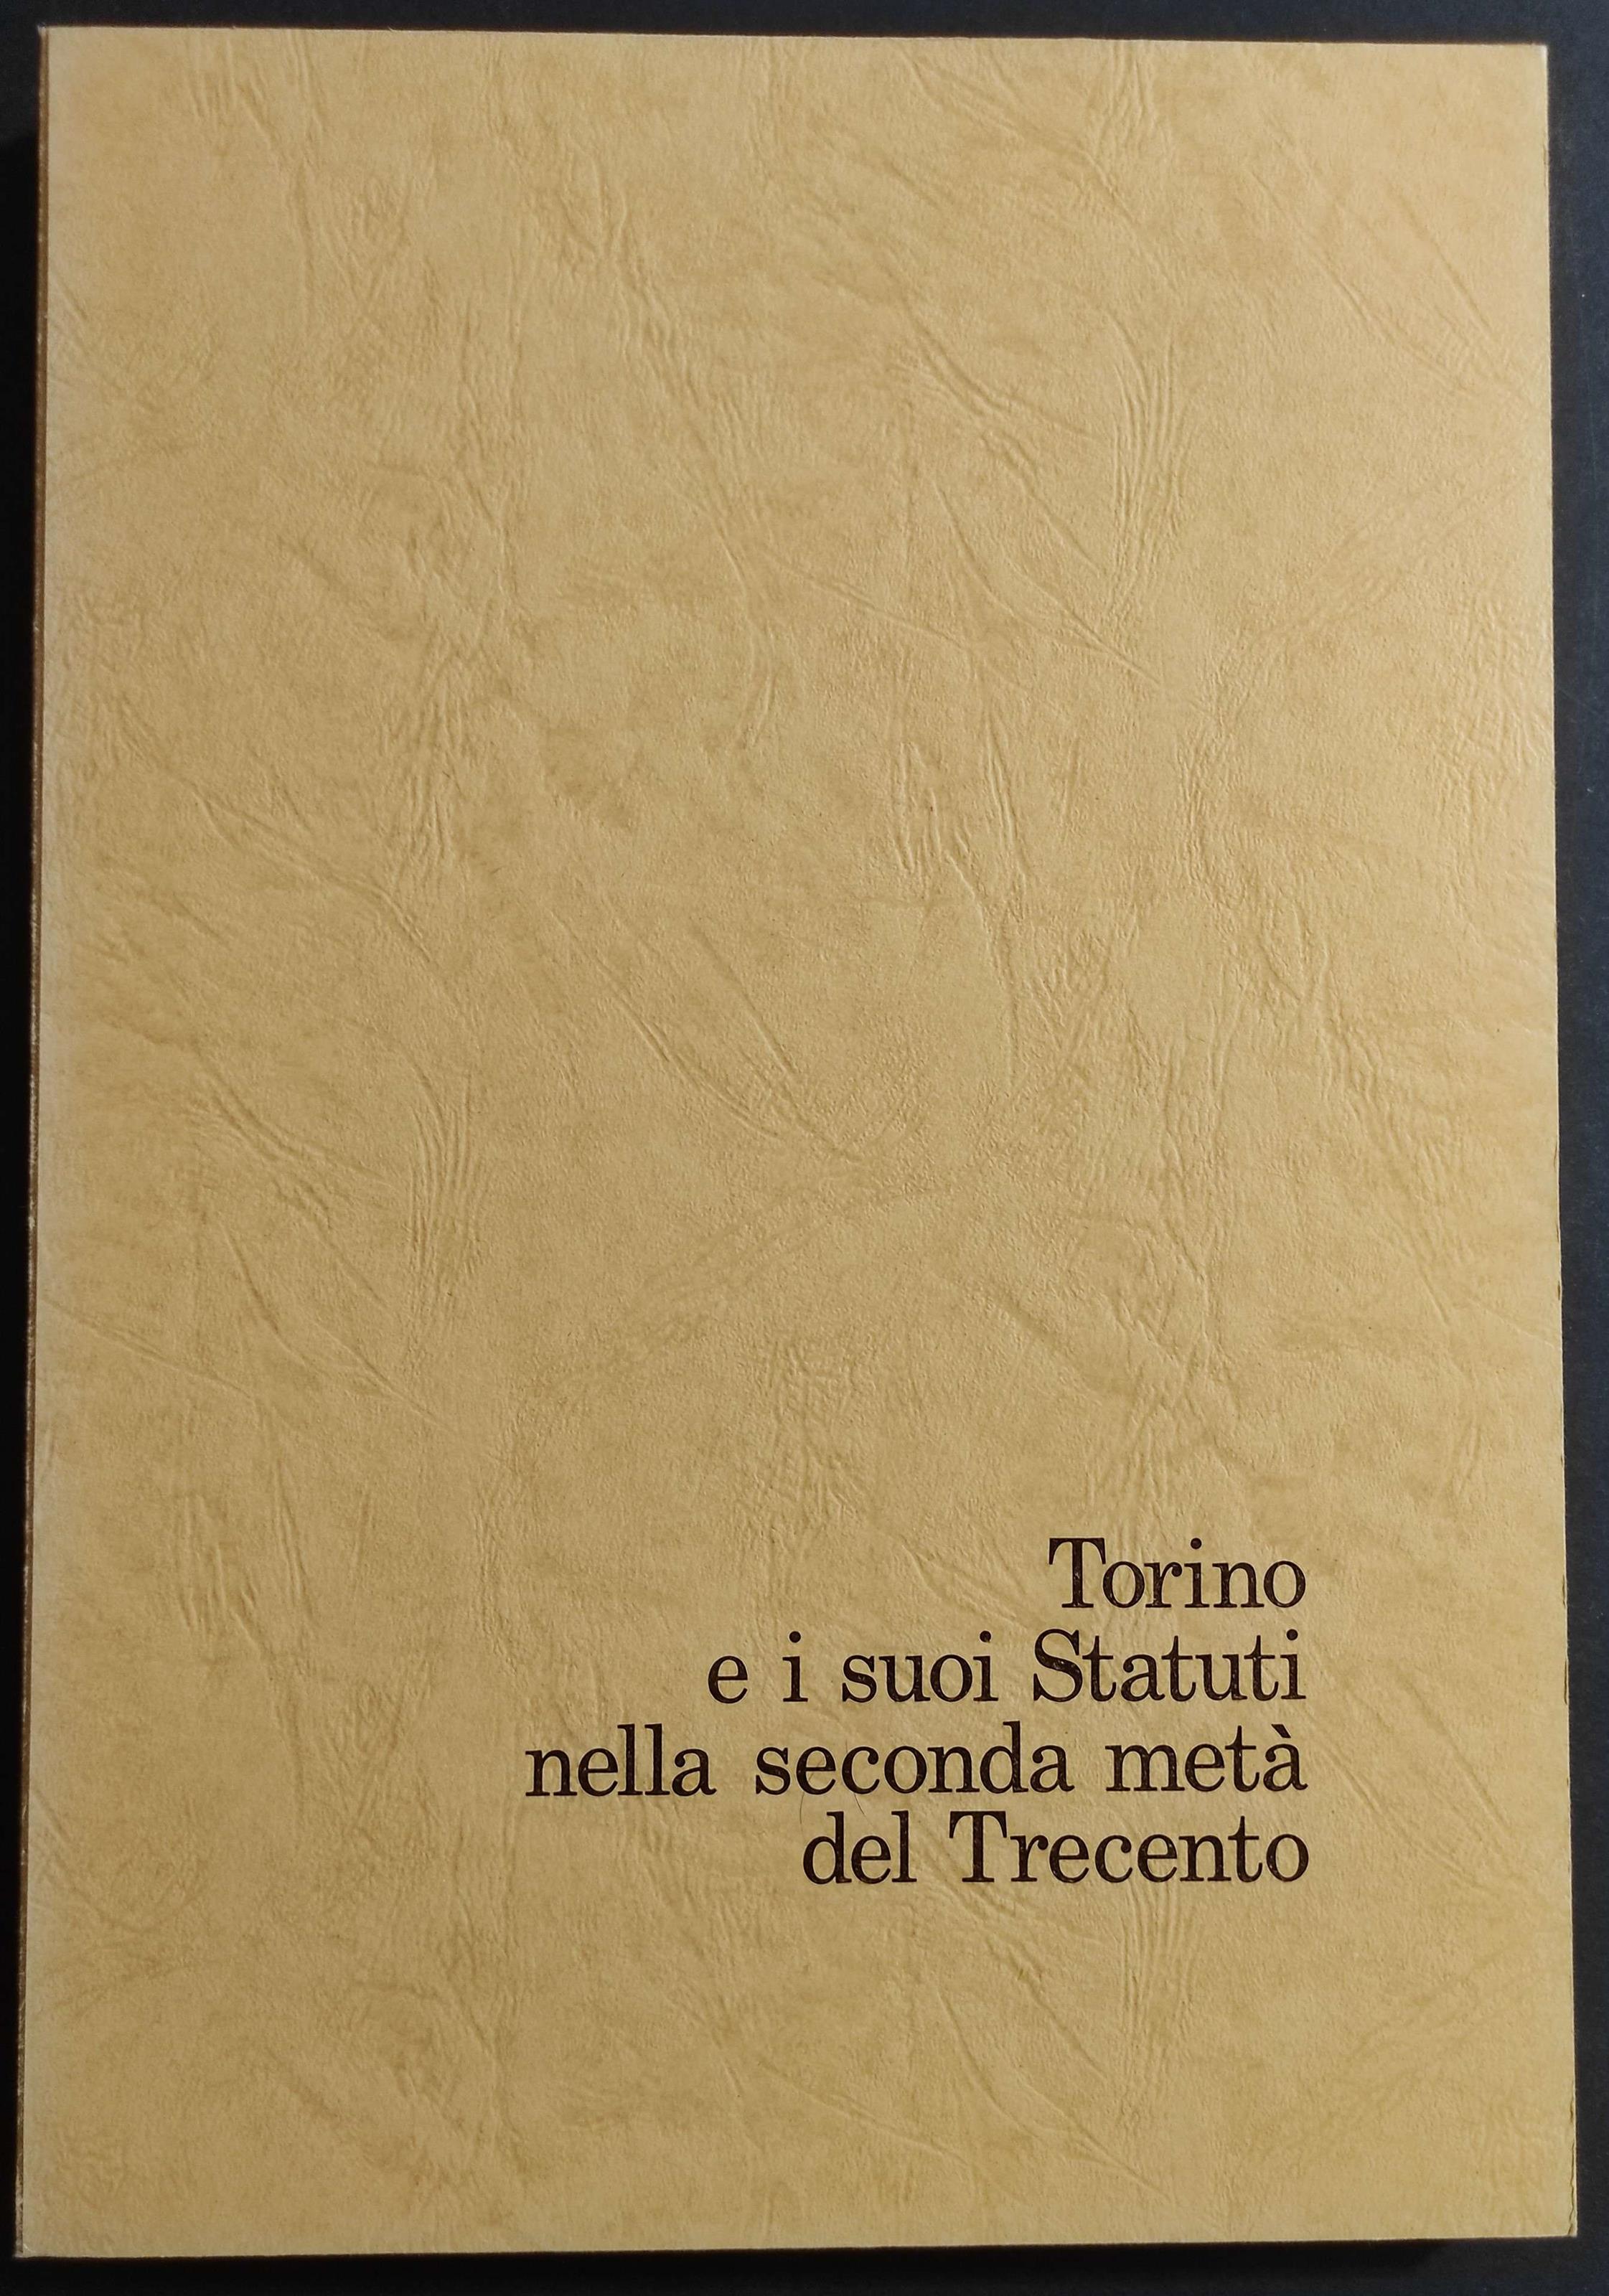 Torino
e i suoi Statuti
nella seconda metà
del Trecento